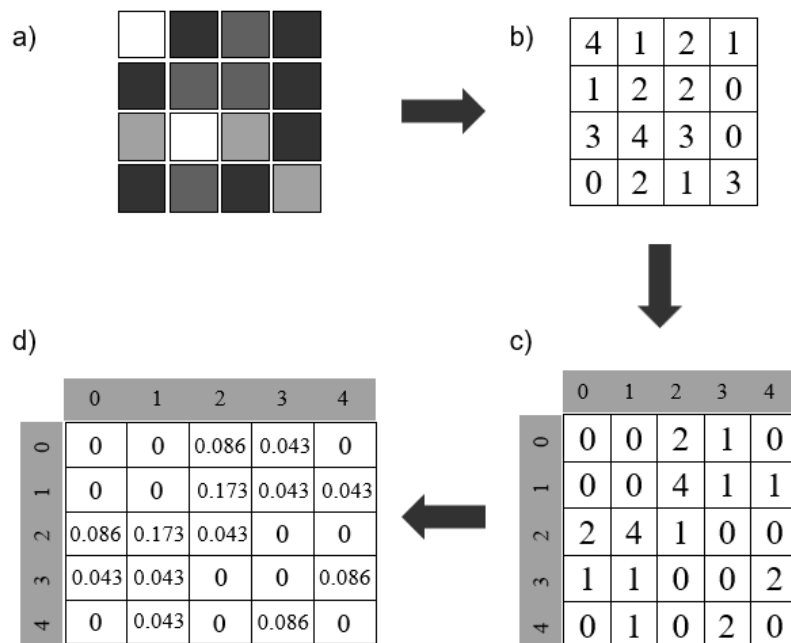 a)
b)
4 1 2 1
1 2 2 0
3 4 3 0
0 2 1 3
d)
0 1 2 3 4
0 0 0 0.086 0.043 0
1 0 0 0.173 0.043 0.043
2 0.086 0.173 0.043 0 0
3 0.043 0.043 0 0 0.086
4 0 0.043 0 0.086 0
c)
0 1 2 3 4
0 0 0 2 1 0
1 0 0 4 1 1
2 2 4 1 0 0
3 1 1 0 0 2
4 0 1 0 2 0